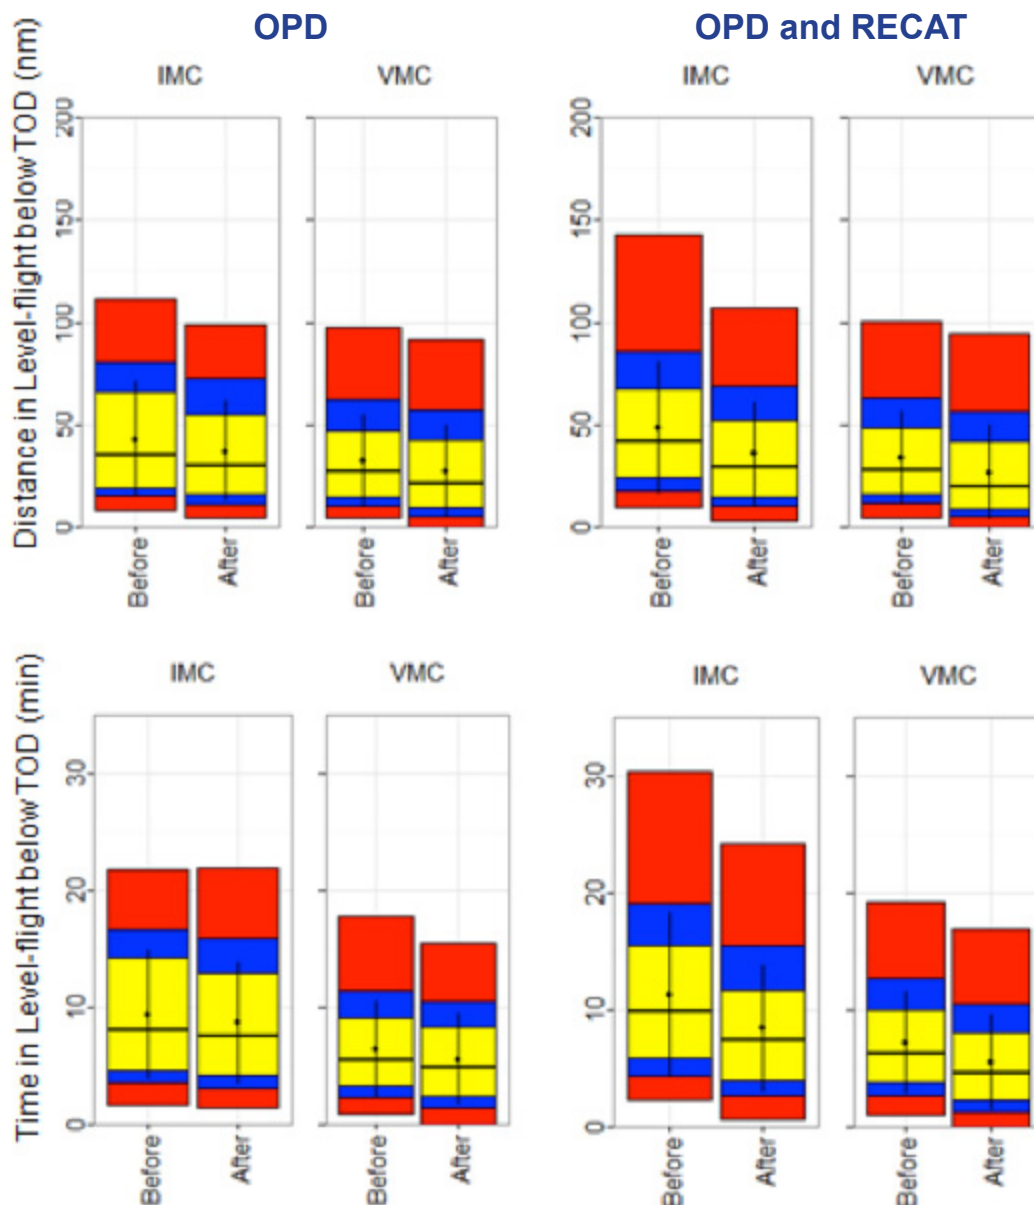 OPD
OPD and RECAT
IMC
VMC
IMC
VMC
Distance in Level-flight below TOD (nm)
200
150
100
50
0
200
150
100
50
0
Before
After
Before
After
Before
After
Before
After
IMC
VMC
IMC
VMC
Time in Level-flight below TOD (min)
30
20
10
0
30
20
10
0
Before
After
Before
After
Before
After
Before
After